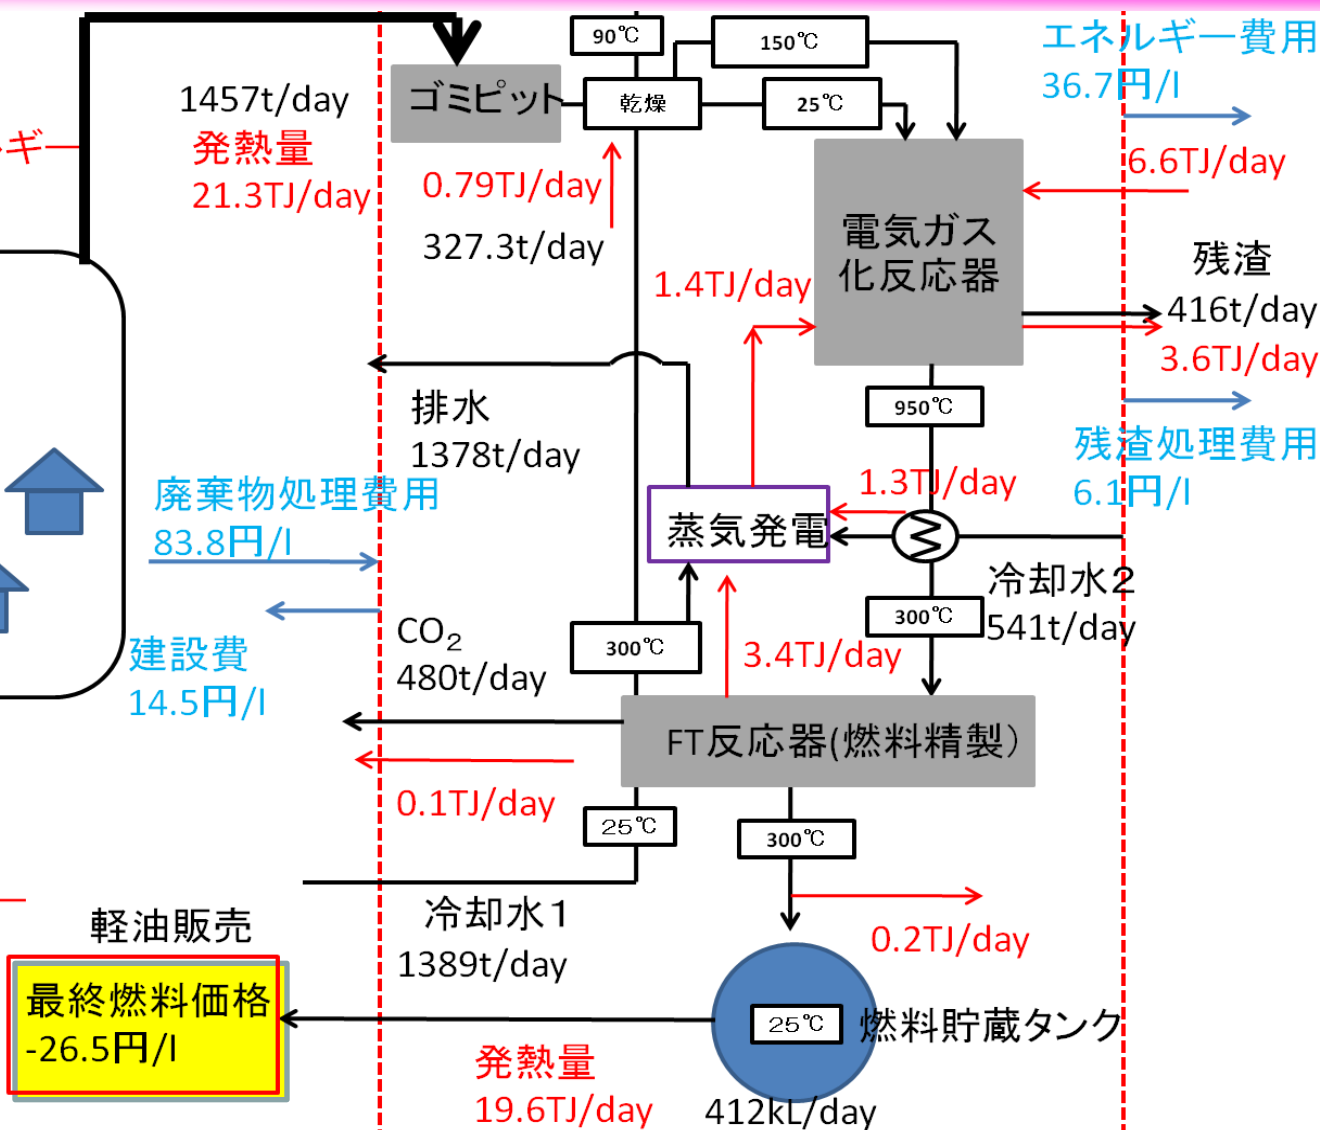 90℃
150℃
エネルギー費用
36.7円/l
1457t/day
ゴミピット
乾燥
25℃
ギー
発熱量
21.3TJ/day
0.79TJ/day
327.3t/day
6.6TJ/day
電気ガス
化反応器
残渣
416t/day
3.6TJ/day
1.4TJ/day
排水
1378t/day
950℃
残渣処理費用
6.1円/l
廃棄物処理費用
83.8円/l
1.3TJ/day
蒸気発電
冷却水2
541t/day
300℃
建設費
14.5円/l
CO₂
480t/day
300℃
3.4TJ/day
FT反応器(燃料精製)
0.1TJ/day
25℃
300℃
冷却水1
1389t/day
0.2TJ/day
軽油販売
最終燃料価格
-26.5円/l
25℃
燃料貯蔵タンク
発熱量
19.6TJ/day
412kL/day